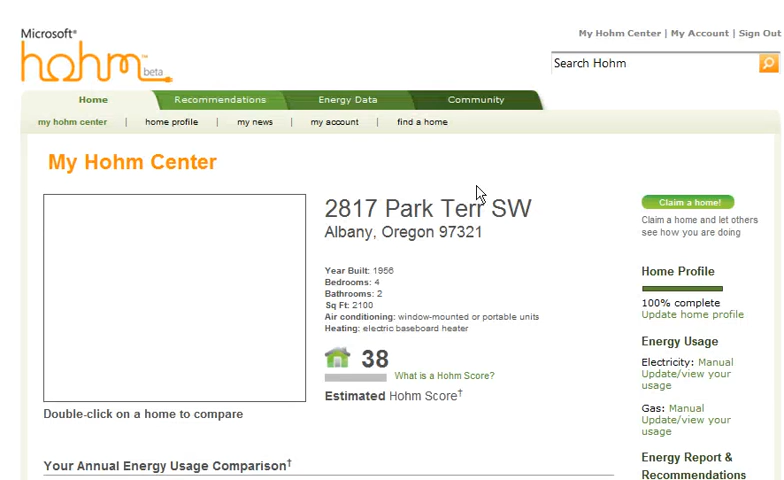 Microsoft®
hohm™ beta
My Hohm Center | My Account | Sign Out
Search Hohm
Home Recommendations Energy Data Community
my hohm center | home profile | my news | my account | find a home
My Hohm Center
2817 Park Terr SW
Albany, Oregon 97321
Year Built: 1956
Bedrooms: 4
Bathrooms: 2
Sq Ft: 2100
Air conditioning: window-mounted or portable units
Heating: electric baseboard heater
38
What is a Hohm Score?
Estimated Hohm Score†
Double-click on a home to compare
Your Annual Energy Usage Comparison†
Claim a home!
Claim a home and let others
see how you are doing
Home Profile
100% complete
Update home profile
Energy Usage
Electricity: Manual
Update/view your
usage
Gas: Manual
Update/view your
usage
Energy Report &
Recommendations